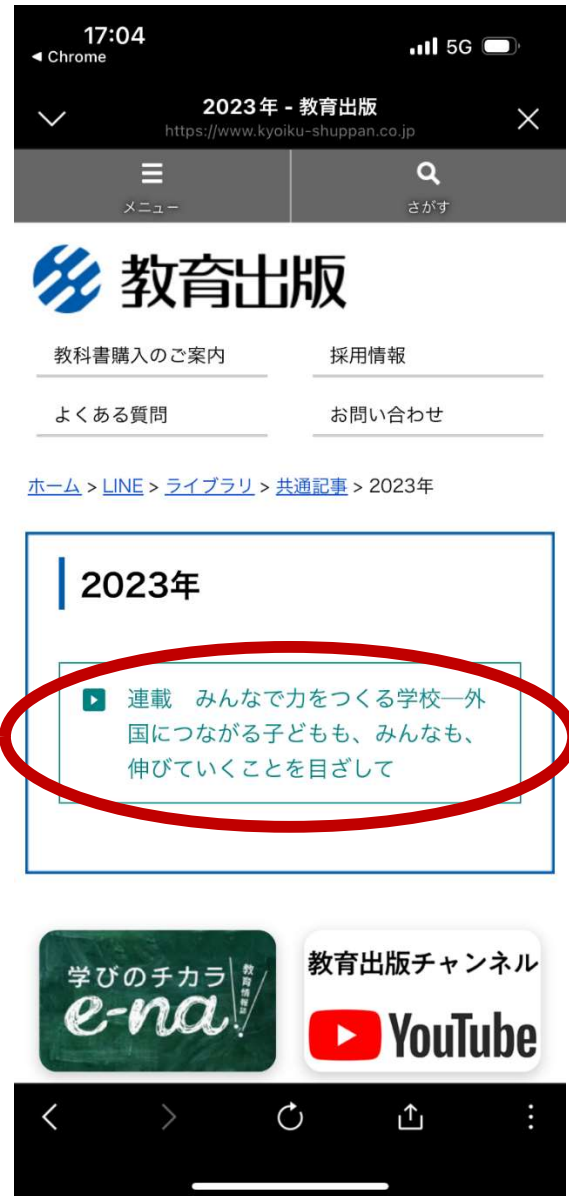 17:04
◀ Chrome
5G
2023年 - 教育出版
https://www.kyoiku-shuppan.co.jp
メニュー
さがす
教育出版
教科書購入のご案内
採用情報
よくある質問
お問い合わせ
ホーム > LINE > ライブラリ > 共通記事 > 2023年
2023年
連載　みんなで力をつくる学校―外
国につながる子どもも、みんなも、
伸びていくことを目ざして
学びのチカラ
e-na!
教育情報誌
教育出版チャンネル
YouTube